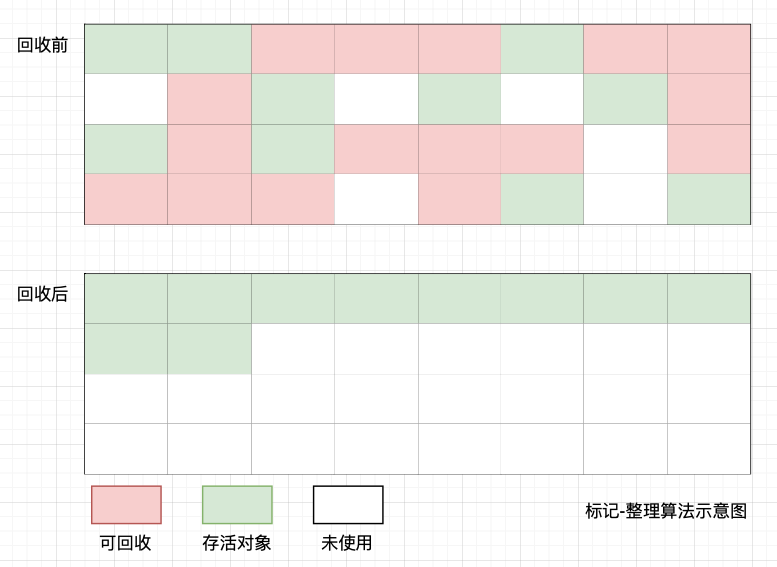 回收前
回收后
可回收
存活对象
未使用
标记-整理算法示意图